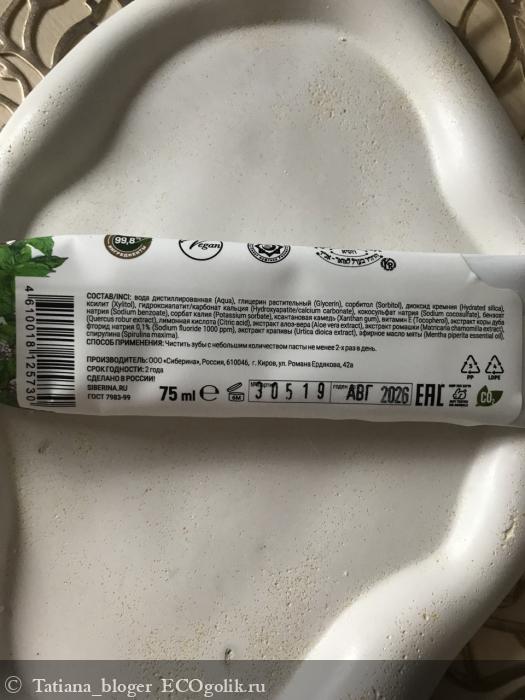 99,8%
Vegan
СОСТАВ/INCI: вода дистиллированная (Aqua), глицерин растительный (Glycerin), сорбитол (Sorbitol), диоксид кремния (Hydrated silica),
ксилит (Xylitol), гидроксиапатит/карбонат кальция (Hydroxyapatite/calcium carbonate), кокосульфат натрия (Sodium cocosulfate), бензоат
натрия (Sodium benzoate), сорбат калия (Potassium sorbate), ксантановая камедь (Xanthan gum), витамин Е (Tocopherol), экстракт коры дуба
(Quercus robur extract), лимонная кислота (Citric acid), экстракт алоэ-вера (Aloe vera extract), экстракт ромашки (Matricaria chamomilla extract),
фторид натрия 0,1% (Sodium fluoride 1000 ppm), экстракт крапивы (Urtica dioica extract), эфирное масло мяты (Mentha piperita essential oil),
спирулина (Spirulina maxima).
СПОСОБ ПРИМЕНЕНИЯ: Чистить зубы с небольшим количеством пасты не менее 2-х раз в день.
ПРОИЗВОДИТЕЛЬ: ООО «Сиберина», Россия, 610046, г. Киров, ул. Романа Ердякова, 42а
СРОК ГОДНОСТИ: 2 года
СДЕЛАНО В РОССИИ!
SIBERINA.RU
ГОСТ 7983-99
75 ml e
6M
30519
годен
АВГ 2026
EAC
CO₂
5
PP
4
LDPE
4610018125730
Tatiana_bloger ECOgolik.ru